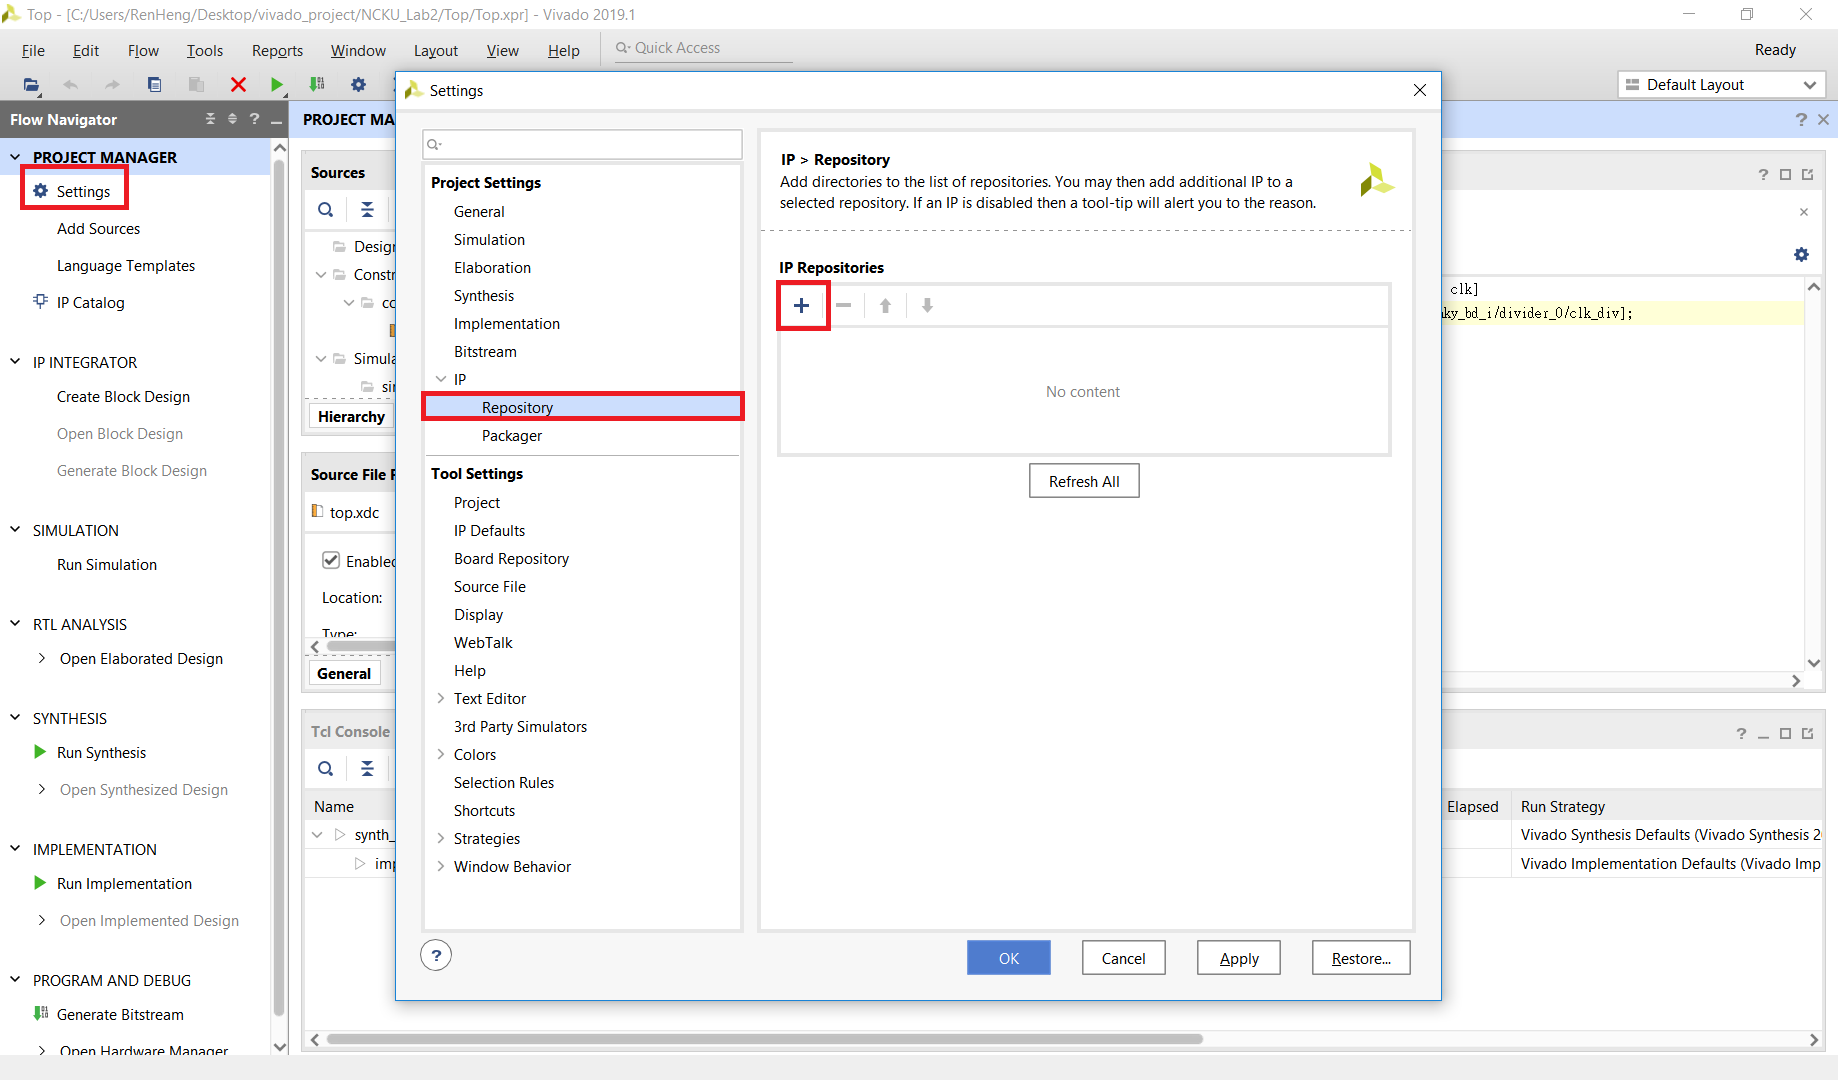 Top - [C:/Users/RenHeng/Desktop/vivado_project/NCKU_Lab2/Top/Top.xpr] - Vivado 2019.1
File Edit Flow Tools Reports Window Layout View Help Quick Access Ready
Default Layout
Flow Navigator
PROJECT MANAGER
Settings
Add Sources
Language Templates
IP Catalog
IP INTEGRATOR
Create Block Design
Open Block Design
Generate Block Design
SIMULATION
Run Simulation
RTL ANALYSIS
Open Elaborated Design
SYNTHESIS
Run Synthesis
Open Synthesized Design
IMPLEMENTATION
Run Implementation
Open Implemented Design
PROGRAM AND DEBUG
Generate Bitstream
Open Hardware Manager
PROJECT MA
Sources
Desigr
Constr
cc
Simula
sir
Hierarchy
Source File F
top.xdc
Enabled
Location:
Type:
General
Tcl Console
Name
synth_
imp
Settings
Project Settings
General
Simulation
Elaboration
Synthesis
Implementation
Bitstream
IP
Repository
Packager
Tool Settings
Project
IP Defaults
Board Repository
Source File
Display
WebTalk
Help
Text Editor
3rd Party Simulators
Colors
Selection Rules
Shortcuts
Strategies
Window Behavior
IP > Repository
Add directories to the list of repositories. You may then add additional IP to a
selected repository. If an IP is disabled then a tool-tip will alert you to the reason.
IP Repositories
No content
Refresh All
OK Cancel Apply Restore...
clk]
ky_bd_i/divider_0/clk_div];
Elapsed Run Strategy
Vivado Synthesis Defaults (Vivado Synthesis 2
Vivado Implementation Defaults (Vivado Imp